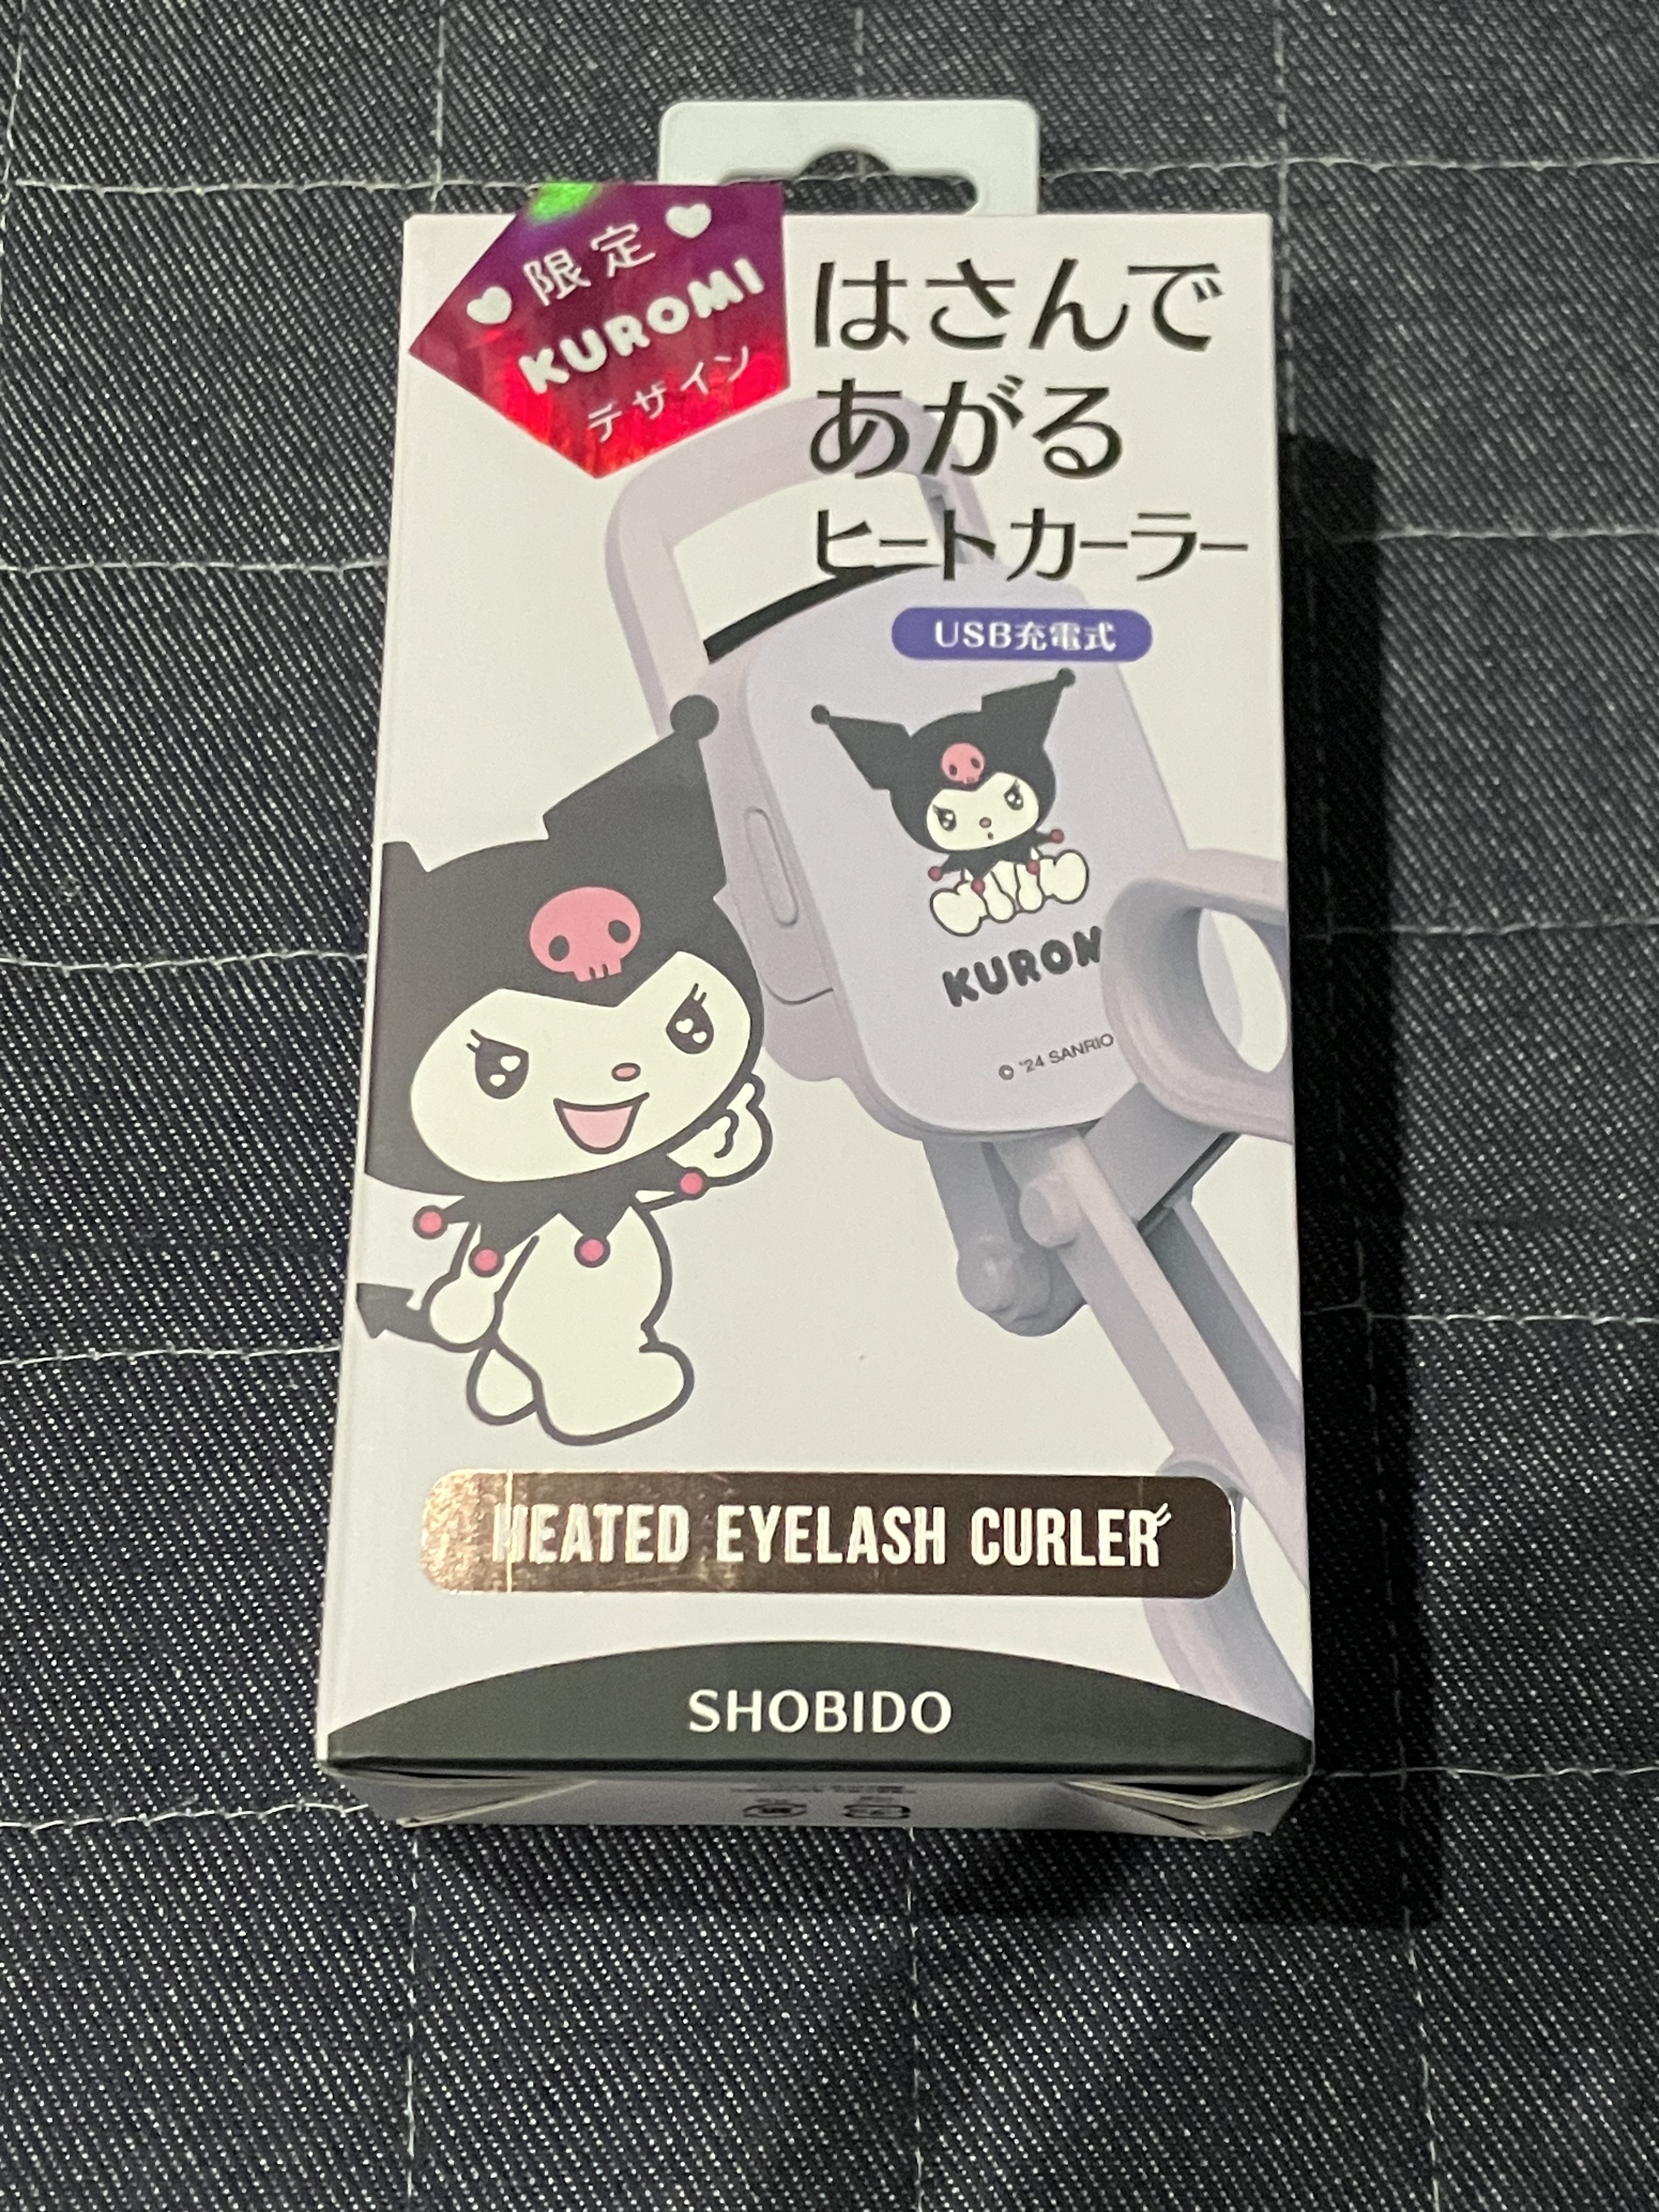 限定
KUROMI
デザイン
はさんで
あがる
ヒートカーラー
USB充電式
KUROM
© '24 SANRIO
HEATED EYELASH CURLER
SHOBIDO